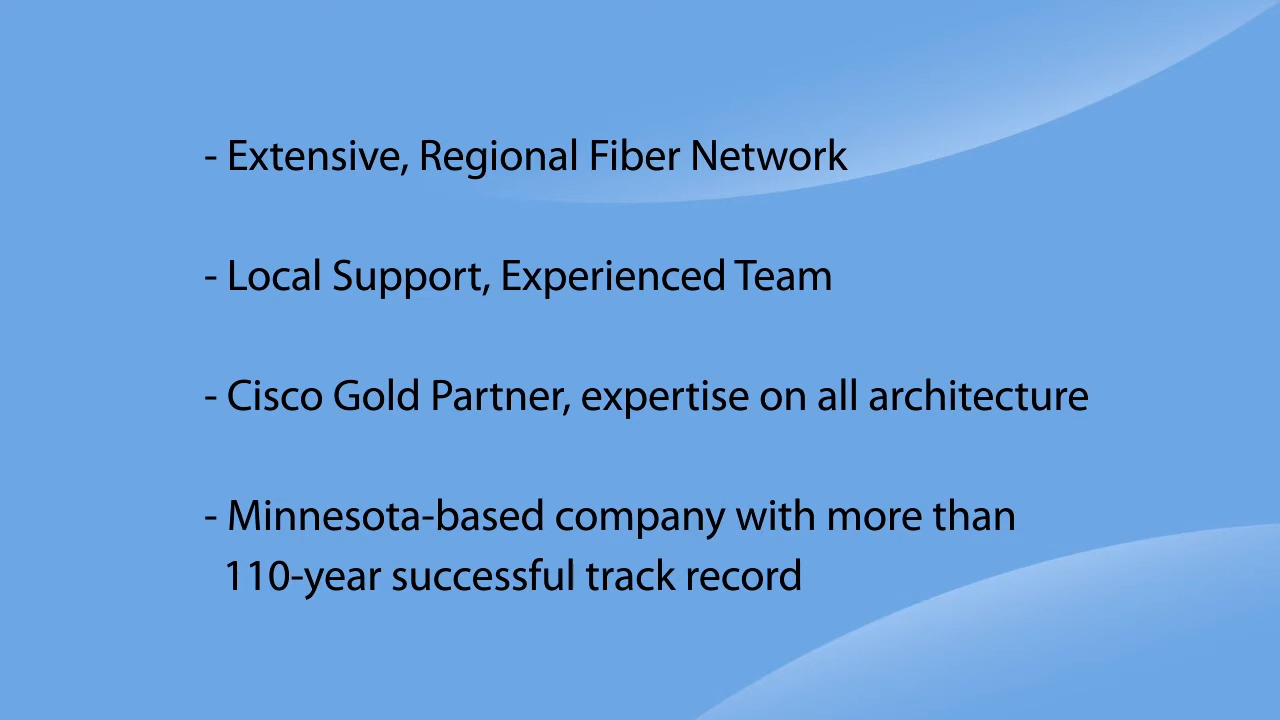 - Extensive, Regional Fiber Network
- Local Support, Experienced Team
- Cisco Gold Partner, expertise on all architecture
- Minnesota-based company with more than
110-year successful track record